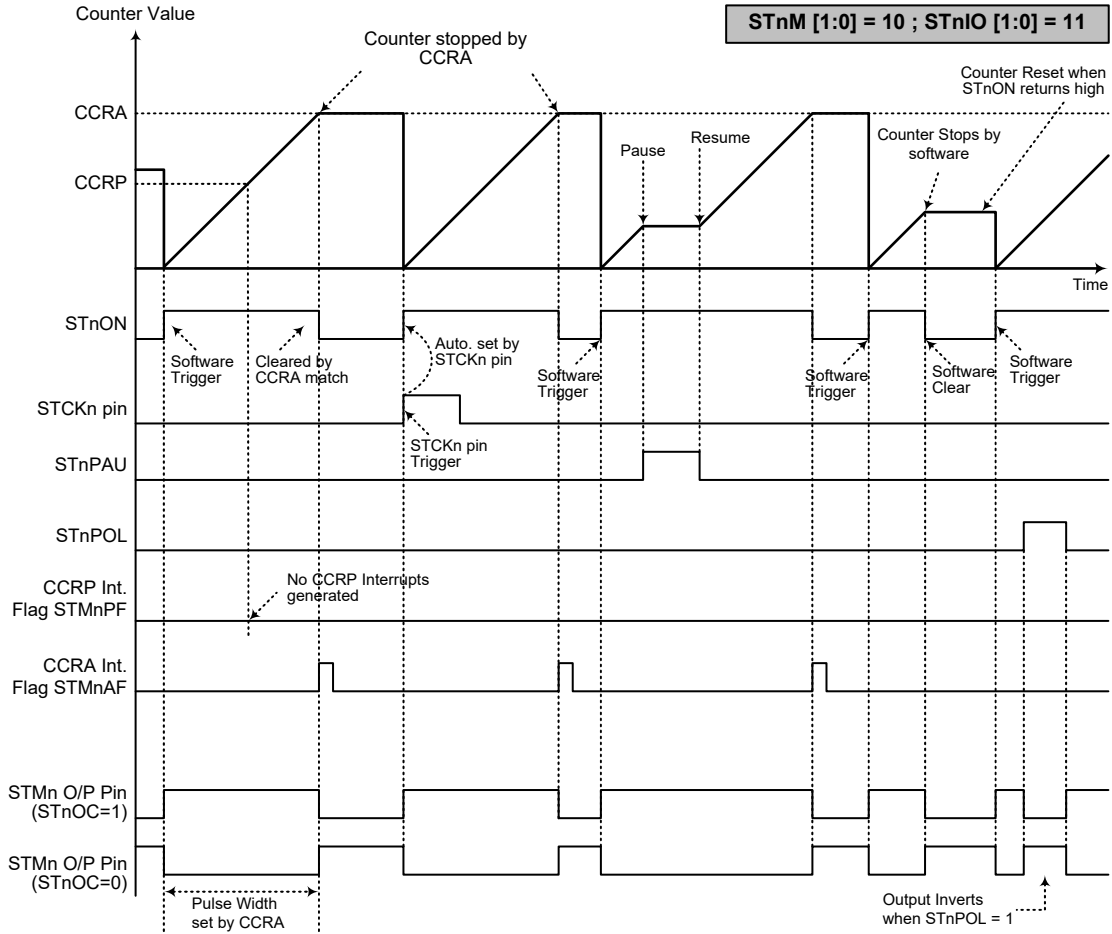 Counter Value
STnM [1:0] = 10 ; STnIO [1:0] = 11
Counter stopped by
CCRA
Counter Reset when
STnON returns high
CCRA
Pause
Resume
Counter Stops by
software
CCRP
Time
STnON
Software
Trigger
Cleared by
CCRA match
Auto. set by
STCKn pin
Software
Trigger
Software
Trigger
Software
Clear
Software
Trigger
STCKn pin
STCKn pin
Trigger
STnPAU
STnPOL
CCRP Int.
Flag STMnPF
No CCRP Interrupts
generated
CCRA Int.
Flag STMnAF
STMn O/P Pin
(STnOC=1)
STMn O/P Pin
(STnOC=0)
Pulse Width
set by CCRA
Output Inverts
when STnPOL = 1